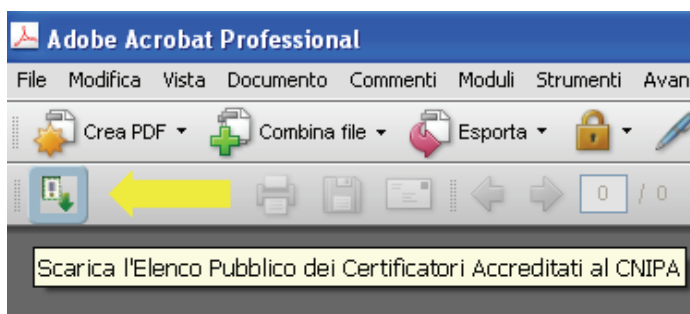 Adobe Acrobat Professional
File Modifica Vista Documento Commenti Moduli Strumenti Avan
Crea PDF Combina file Esporta
0 / 0
Scarica l'Elenco Pubblico dei Certificatori Accreditati al CNIPA